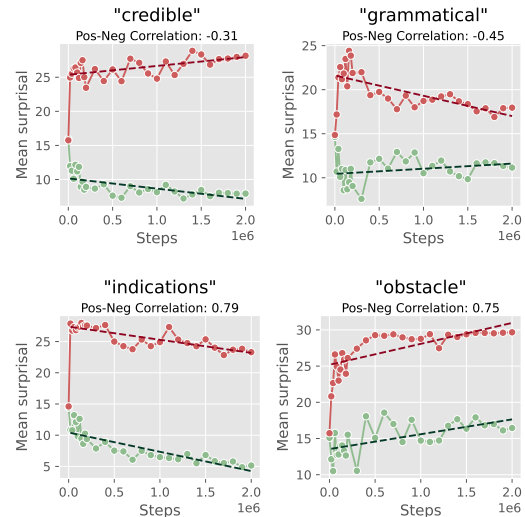 "credible"
Pos-Neg Correlation: -0.31
Mean surprisal
25
20
15
10
0.0 0.5 1.0 1.5 2.0
Steps
1e6
"grammatical"
Pos-Neg Correlation: -0.45
Mean surprisal
25
20
15
10
0.0 0.5 1.0 1.5 2.0
Steps
1e6
"indications"
Pos-Neg Correlation: 0.79
Mean surprisal
25
20
15
10
5
0.0 0.5 1.0 1.5 2.0
Steps
1e6
"obstacle"
Pos-Neg Correlation: 0.75
Mean surprisal
30
25
20
15
10
0.0 0.5 1.0 1.5 2.0
Steps
1e6